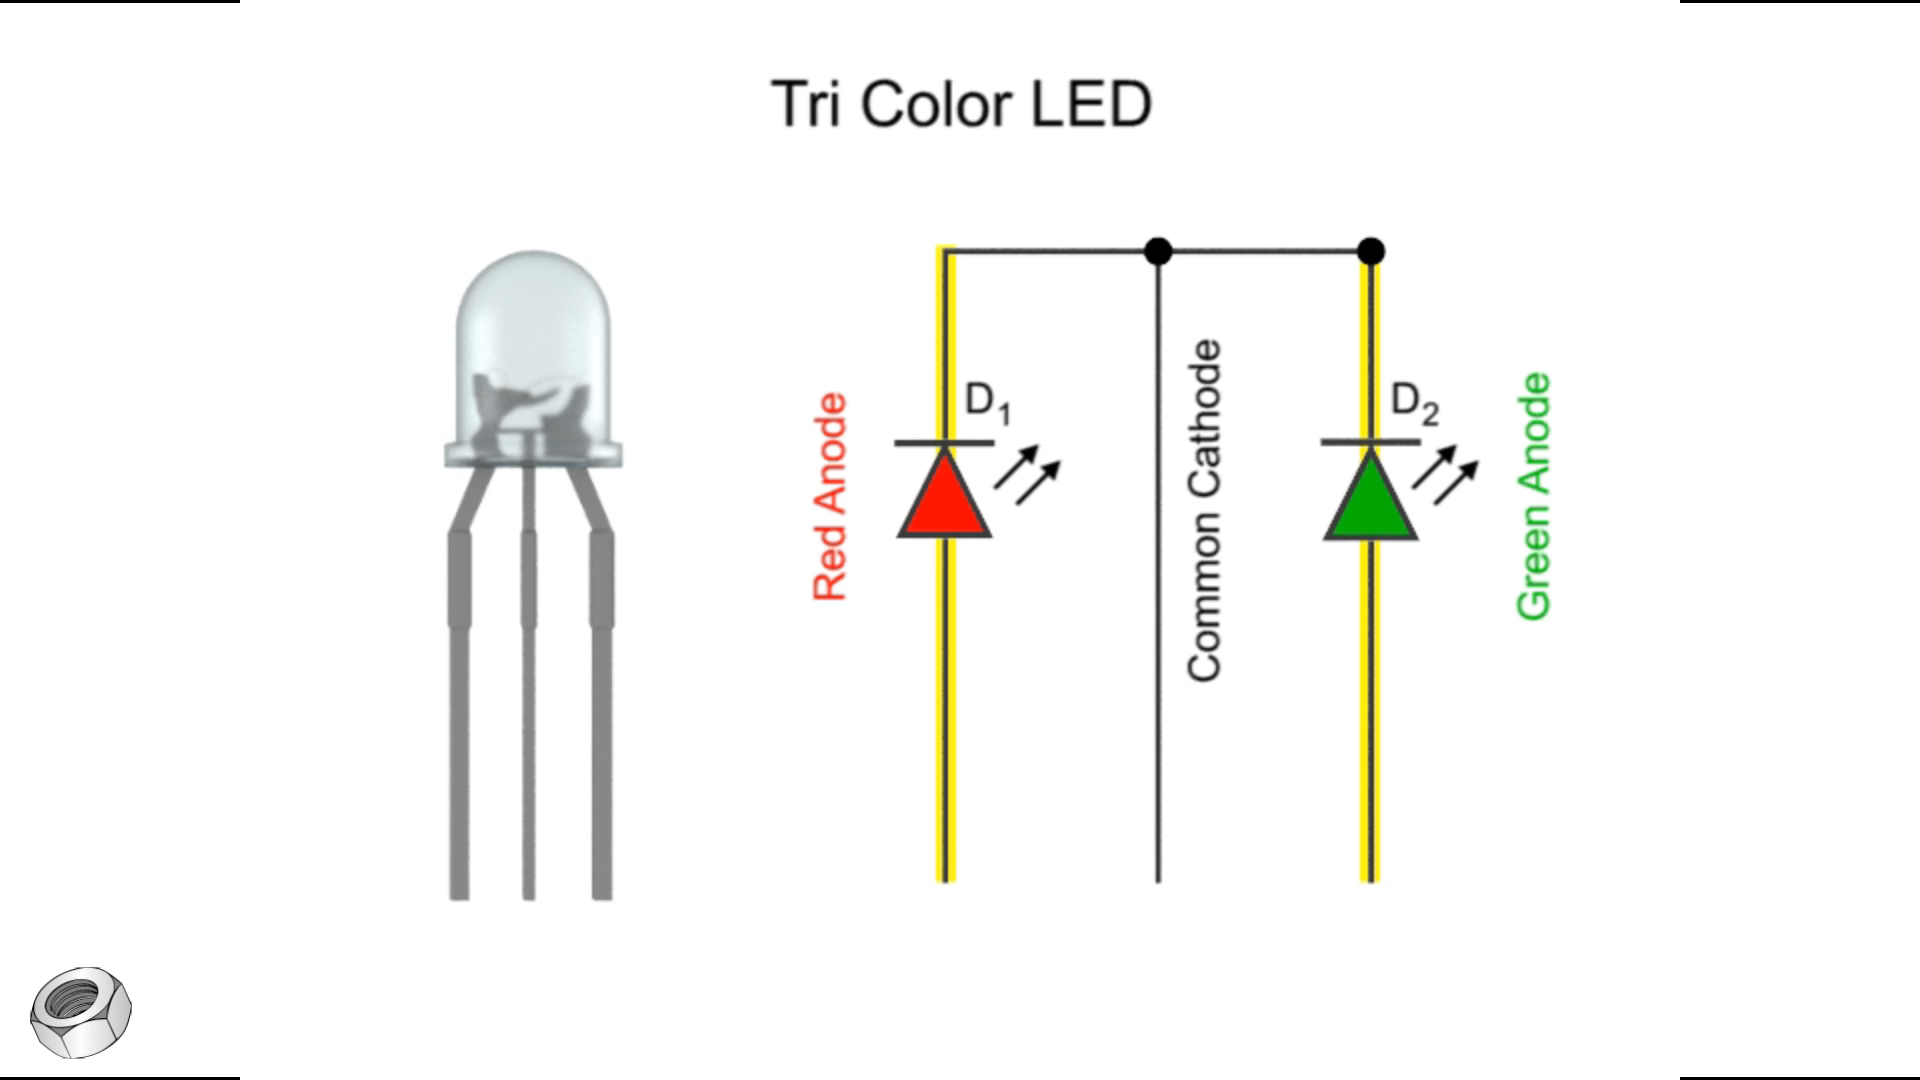 Tri Color LED
Red Anode
D1
Common Cathode
D2
Green Anode